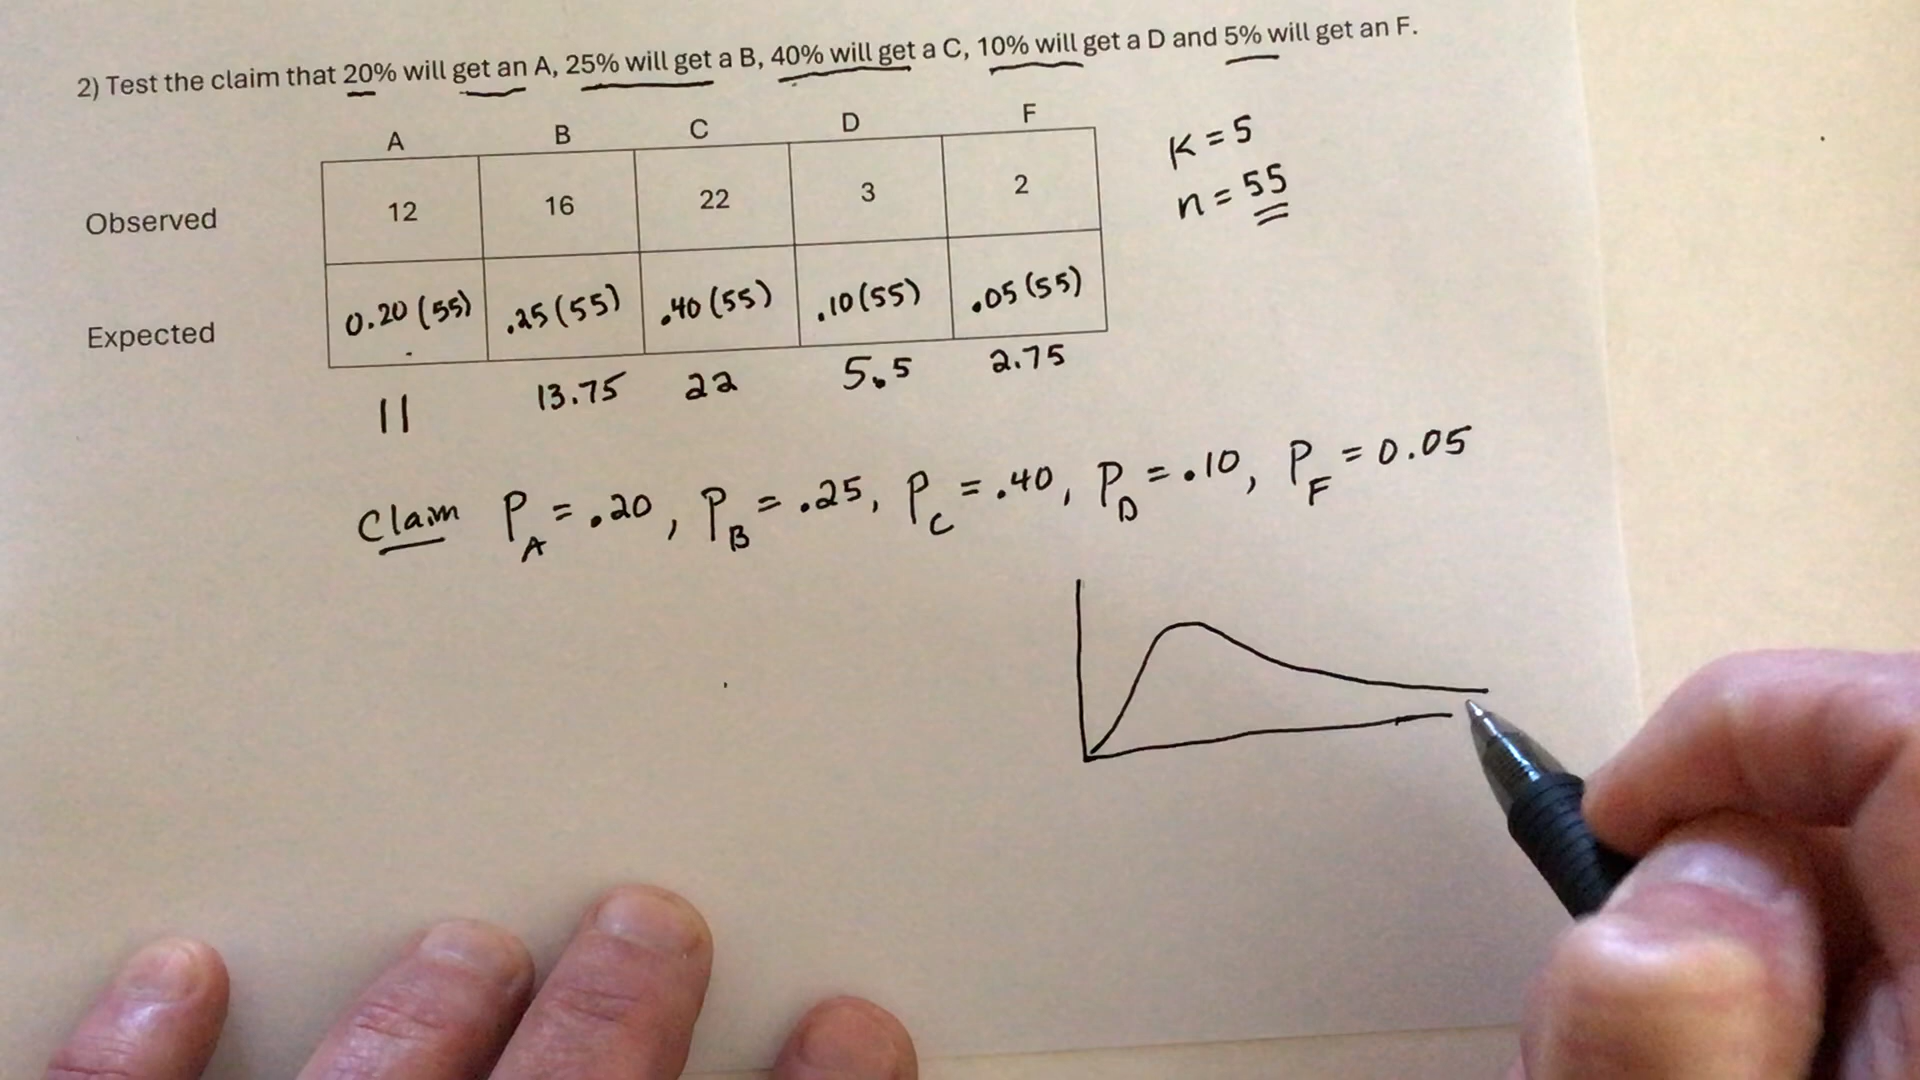 2) Test the claim that 20% will get an A, 25% will get a B, 40% will get a C, 10% will get a D and 5% will get an F.
A B C D F
Observed 12 16 22 3 2
K = 5
n = 55
Expected 0.20 (55) .25 (55) .40 (55) .10 (55) .05 (55)
11 13.75 22 5.5 2.75
Claim P_A = .20, P_B = .25, P_C = .40, P_D = .10, P_F = 0.05